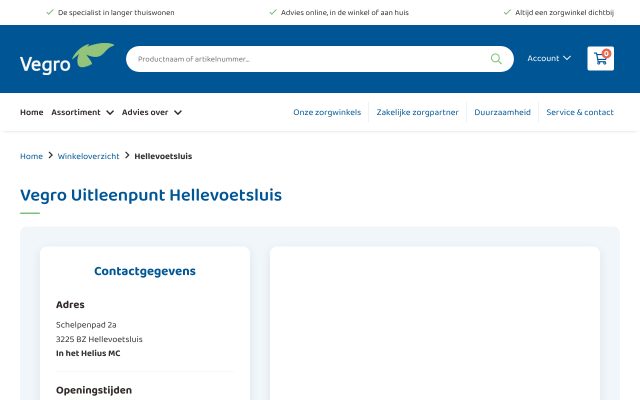 De specialist in langer thuiswonen
Advies online, in de winkel of aan huis
Altijd een zorgwinkel dichtbij
Vegro
Productnaam of artikelnummer...
Account
0
Home
Assortiment
Advies over
Onze zorgwinkels
Zakelijke zorgpartner
Duurzaamheid
Service & contact
Home
Winkeloverzicht
Hellevoetsluis
Vegro Uitleenpunt Hellevoetsluis
Contactgegevens
Adres
Schelpenpad 2a
3225 BZ Hellevoetsluis
In het Helius MC
Openingstijden